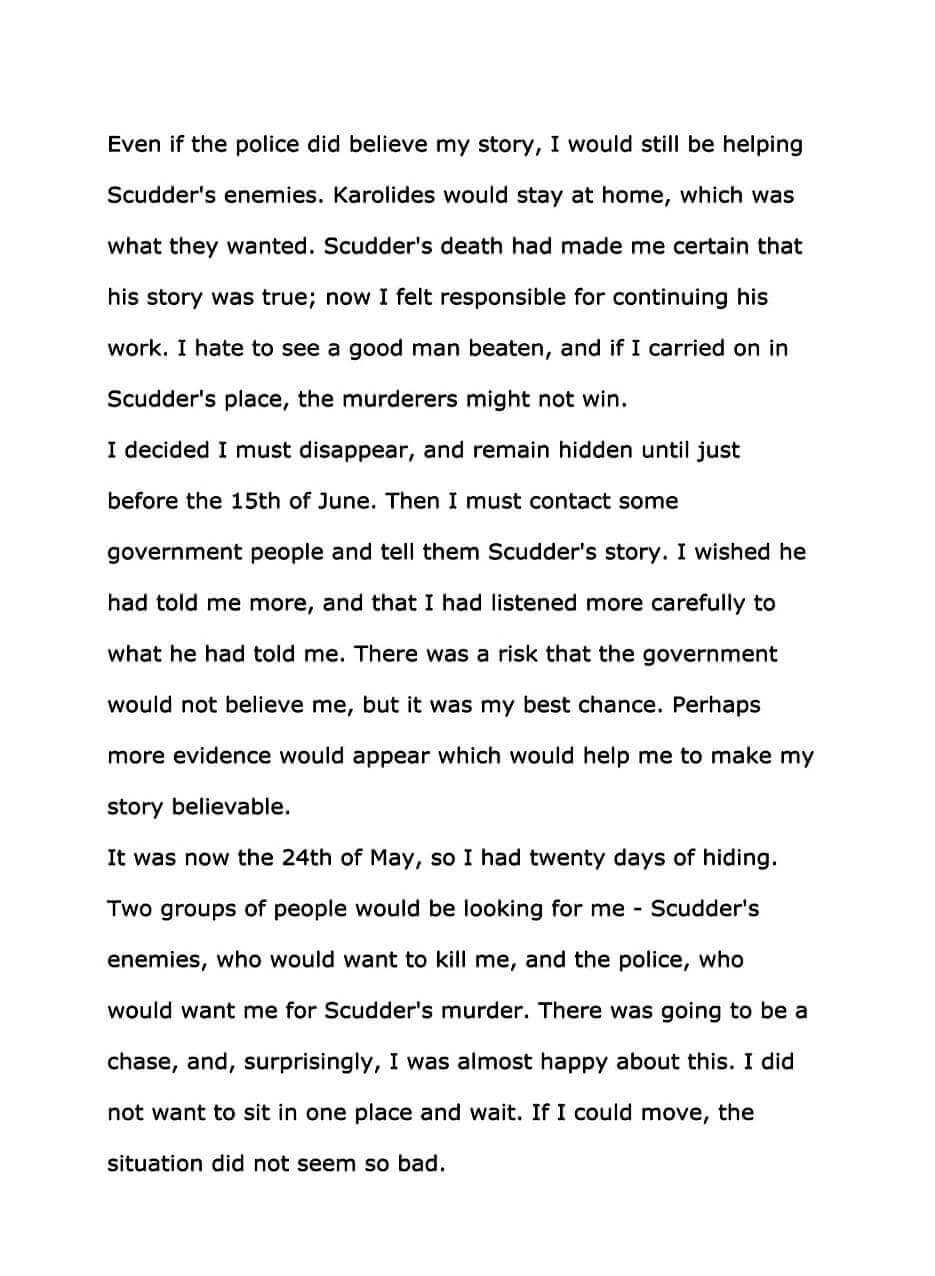 Even if the police did believe my story, I would still be helping
Scudder's enemies. Karolides would stay at home, which was
what they wanted. Scudder's death had made me certain that
his story was true; now I felt responsible for continuing his
work. I hate to see a good man beaten, and if I carried on in
Scudder's place, the murderers might not win.
I decided I must disappear, and remain hidden until just
before the 15th of June. Then I must contact some
government people and tell them Scudder's story. I wished he
had told me more, and that I had listened more carefully to
what he had told me. There was a risk that the government
would not believe me, but it was my best chance. Perhaps
more evidence would appear which would help me to make my
story believable.
It was now the 24th of May, so I had twenty days of hiding.
Two groups of people would be looking for me - Scudder's
enemies, who would want to kill me, and the police, who
would want me for Scudder's murder. There was going to be a
chase, and, surprisingly, I was almost happy about this. I did
not want to sit in one place and wait. If I could move, the
situation did not seem so bad.